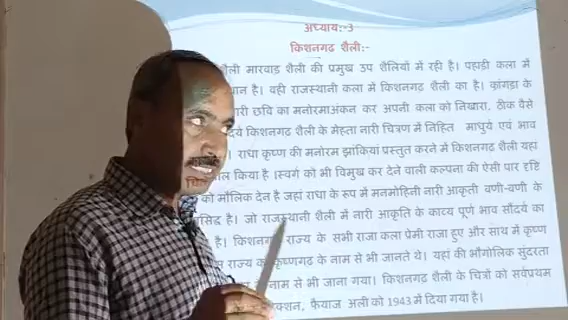 अध्याय:-3
किशनगढ शैली:-
शैली मारवाड शैली की प्रमुख उप शैलियों में रही है। पहाडी कला में
है। वही राजस्थानी कला में किशनगढ शैली का है। कांगडा के
नारी छवि का मनोरमाअंकन कर अपनी कला को निखारा, ठीक वैसे
किशनगढ शैली के मेहता नारी चित्रण में निहित माधुर्य एवं भाव
। राधा कृष्ण की मनोरम झांकियां प्रस्तुत करने में किशनगढ शैली यहा
किया है।स्वर्ग को भी विमुख कर देने वाली कल्पना की ऐसी पार दृष्टि
को मौलिक देन है जहां राधा के रूप में मनमोहिनी नारी आकृती वणी-वणी के
है। जो राजस्थानी शैली में नारी आकृति के काव्य पूर्ण भाव सौंदर्य का
है। किशनगढ राज्य के सभी राजा कला प्रेमी राजा हुए और साथ में कृष्ण
राज्य को कृष्णगढ के नाम से भी जानते थे। यहां की भौगोलिक सुंदरता
के नाम से भी जाना गया। किशनगढ शैली के चित्रों को सर्वप्रथम
फैयाज अली को 1943 में दिया गया है।